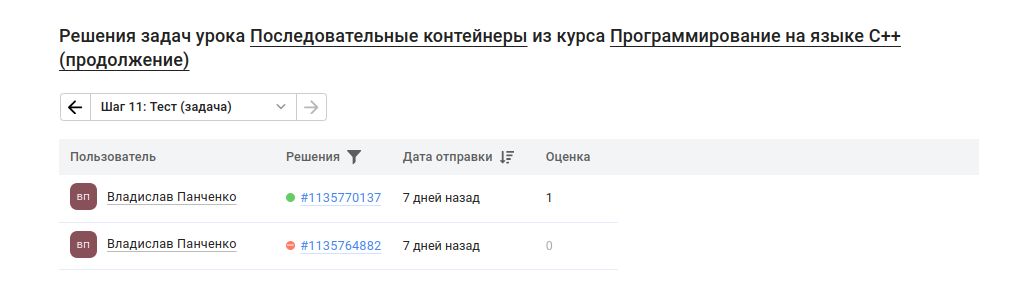 Решения задач урока Последовательные контейнеры из курса Программирование на языке C++
(продолжение)
Шаг 11: Тест (задача)
Пользователь Решения Дата отправки Оценка
ВП Владислав Панченко #1135770137 7 дней назад 1
ВП Владислав Панченко #1135764882 7 дней назад 0